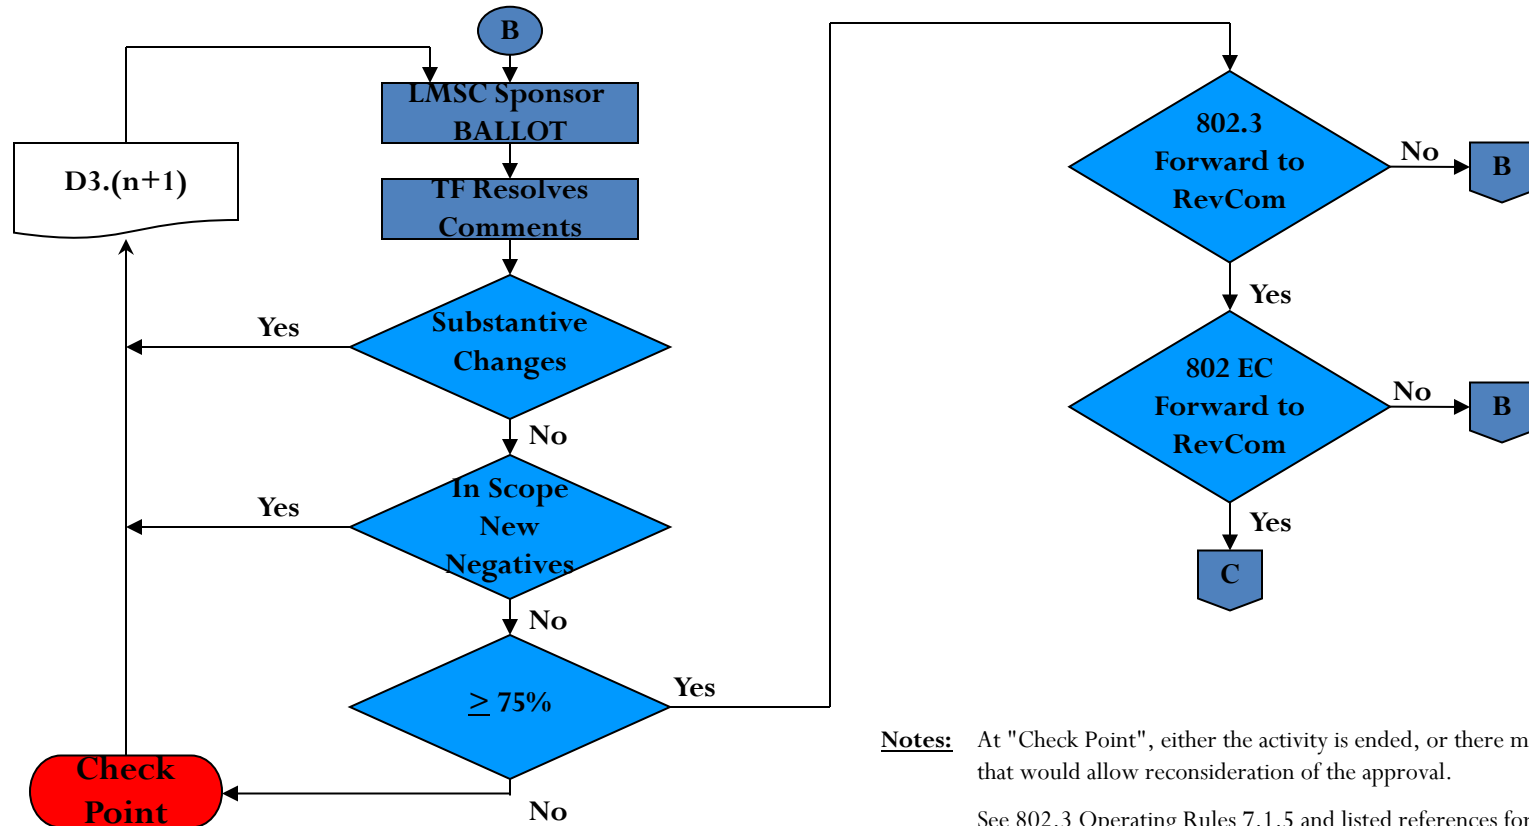 B
LMSC Sponsor
BALLOT
D3.(n+1)
TF Resolves
Comments
Substantive
Changes
Yes
No
In Scope
New
Negatives
Yes
No
≥ 75%
Yes
No
Check
Point
802.3
Forward to
RevCom
No
B
Yes
802 EC
Forward to
RevCom
No
B
Yes
C
Notes: At "Check Point", either the activity is ended, or there m
that would allow reconsideration of the approval.
See 802.3 Operating Rules 7.1.5 and listed references for